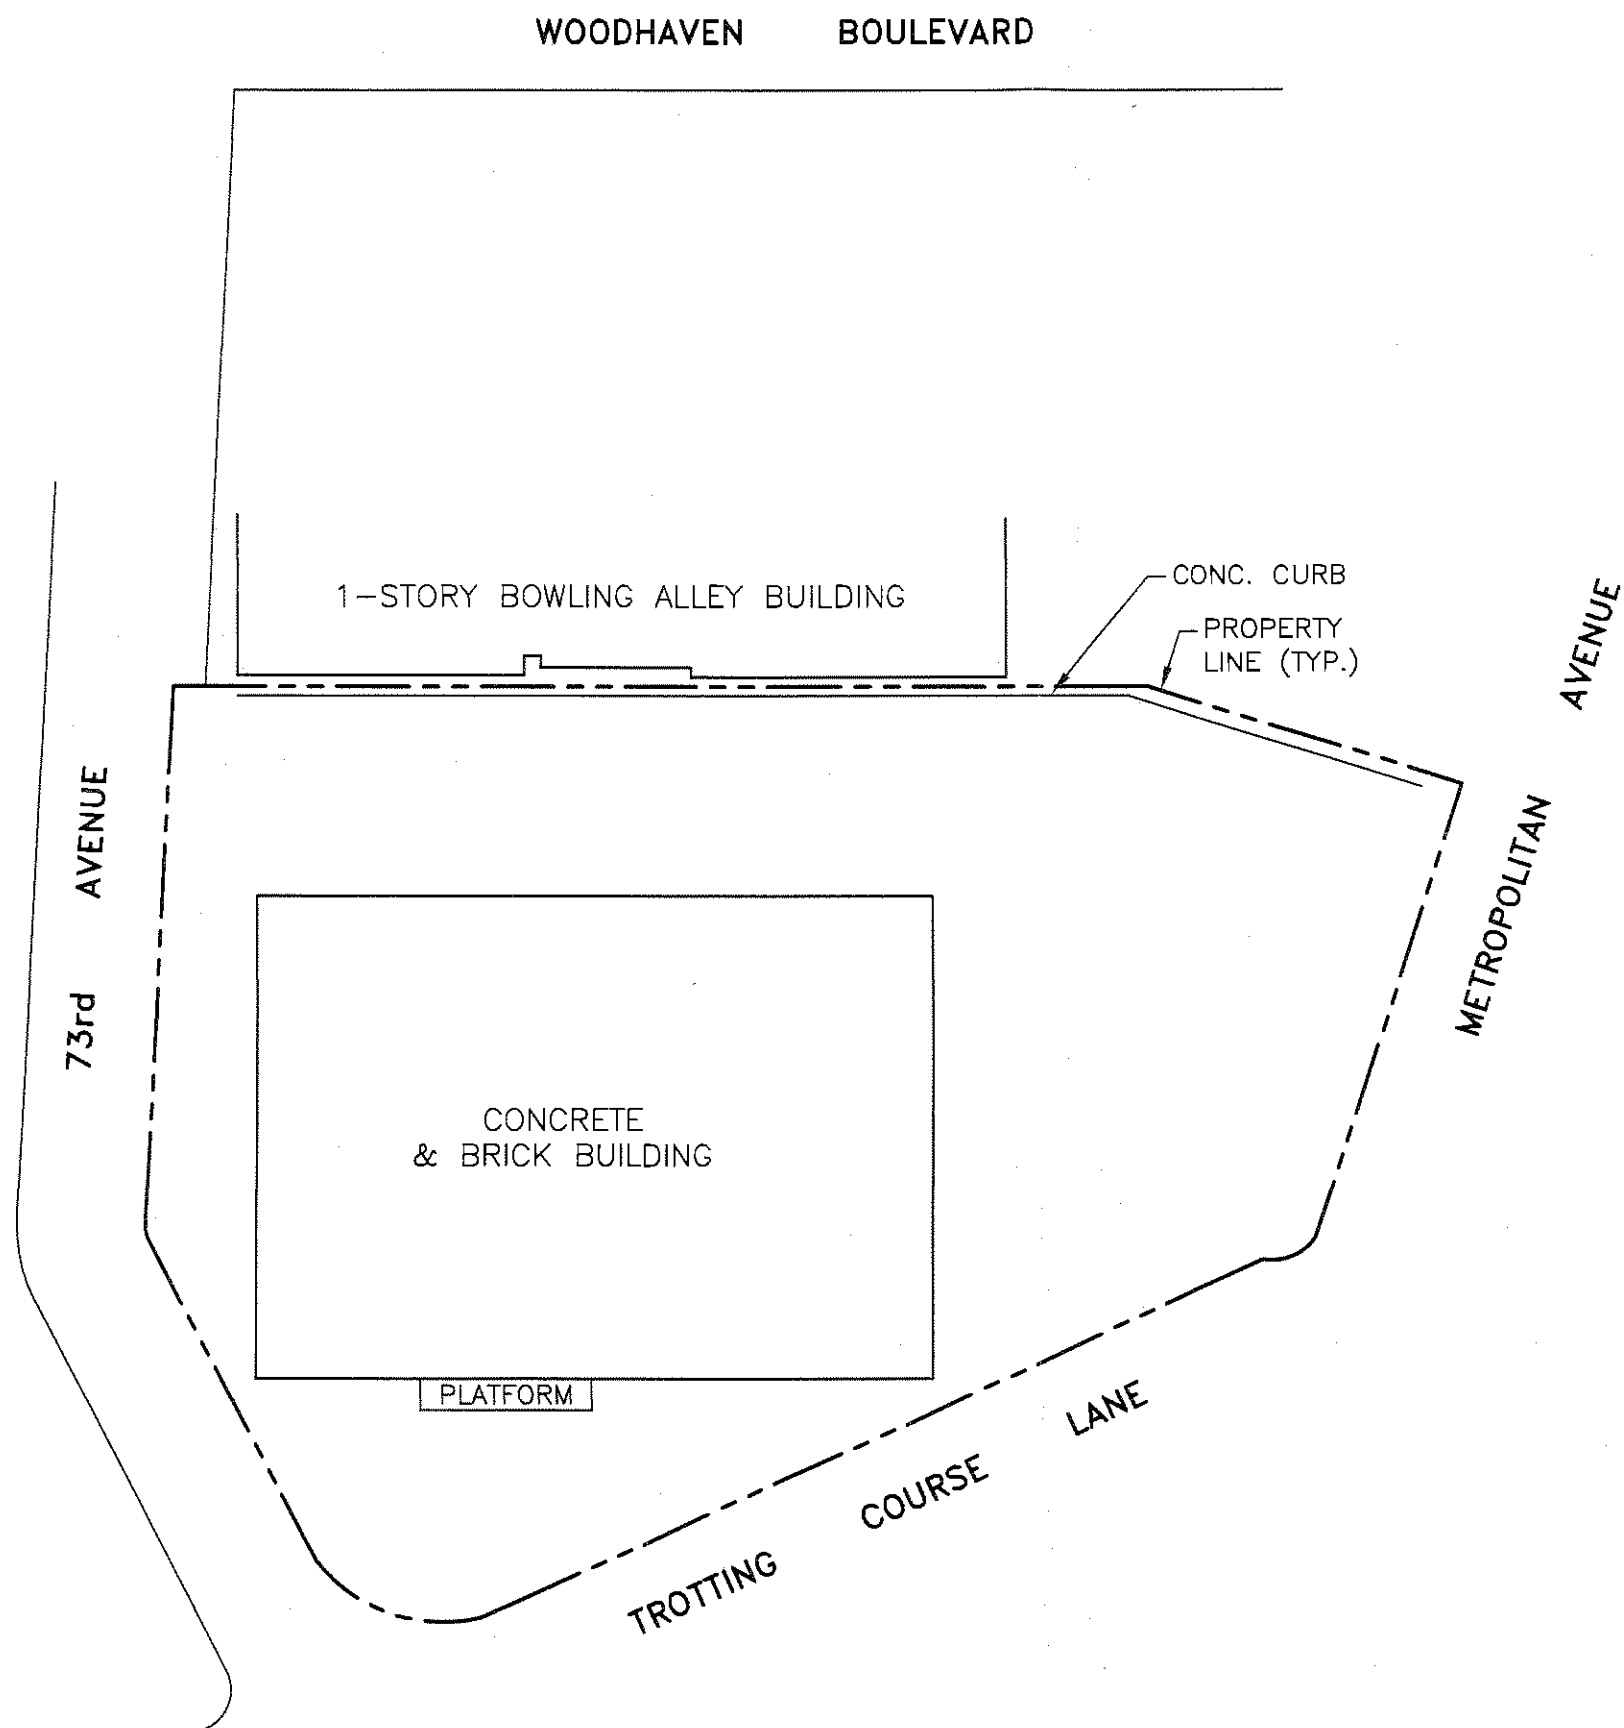 WOODHAVEN BOULEVARD
1-STORY BOWLING ALLEY BUILDING
CONC. CURB
PROPERTY
LINE (TYP.)
METROPOLITAN AVENUE
73rd AVENUE
CONCRETE
& BRICK BUILDING
PLATFORM
TROTTING COURSE LANE